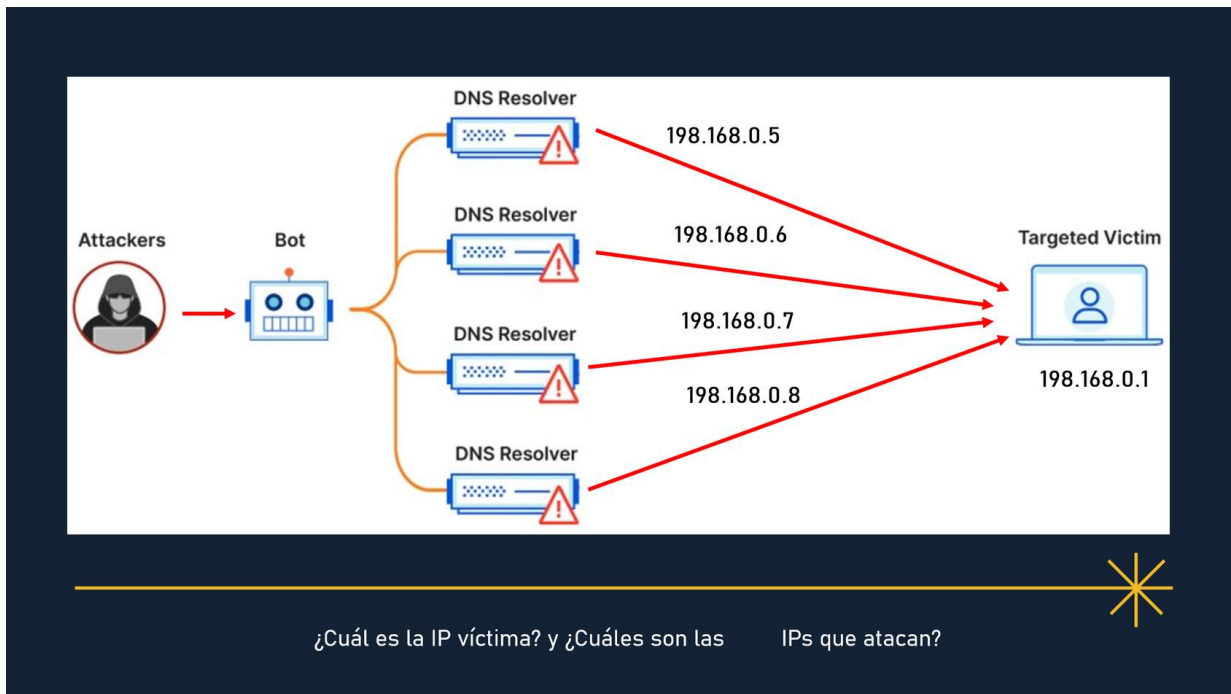 DNS Resolver
198.168.0.5
DNS Resolver
198.168.0.6
Attackers
Bot
Targeted Victim
DNS Resolver
198.168.0.7
198.168.0.1
198.168.0.8
DNS Resolver
¿Cuál es la IP víctima? y ¿Cuáles son las IPs que atacan?